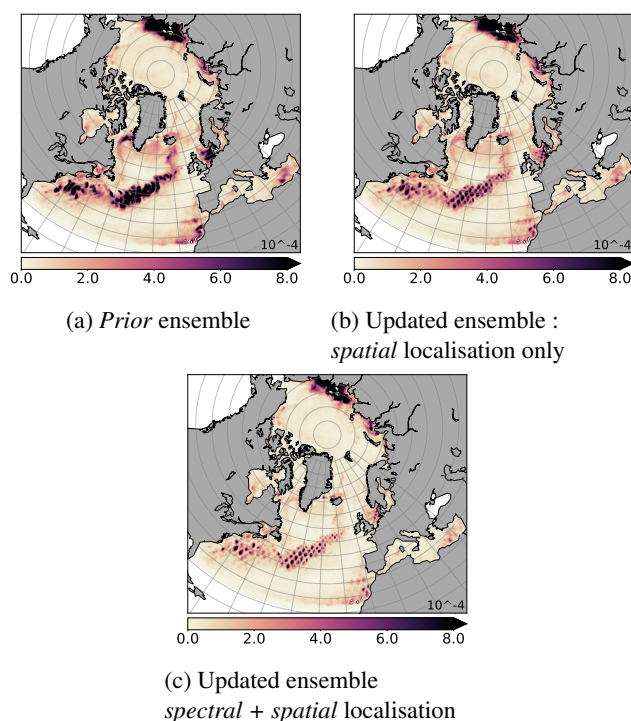 10^-4
10^-4
0.0 2.0 4.0 6.0 8.0
0.0 2.0 4.0 6.0 8.0
(a) Prior ensemble
(b) Updated ensemble :
spatial localisation only
10^-4
0.0 2.0 4.0 6.0 8.0
(c) Updated ensemble
spectral + spatial localisation